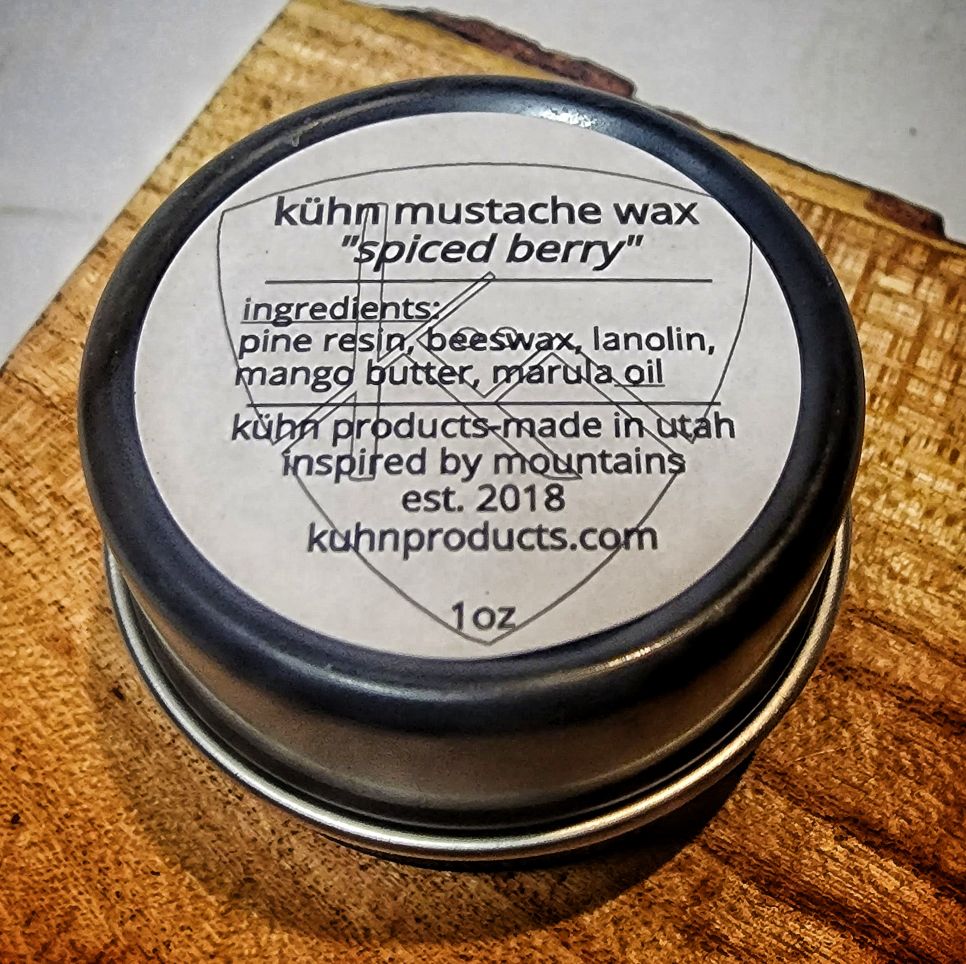 kühn mustache wax
"spiced berry"
ingredients:
pine resin, beeswax, lanolin,
mango butter, marula oil
kühn products-made in utah
inspired by mountains
est. 2018
kuhnproducts.com
1oz